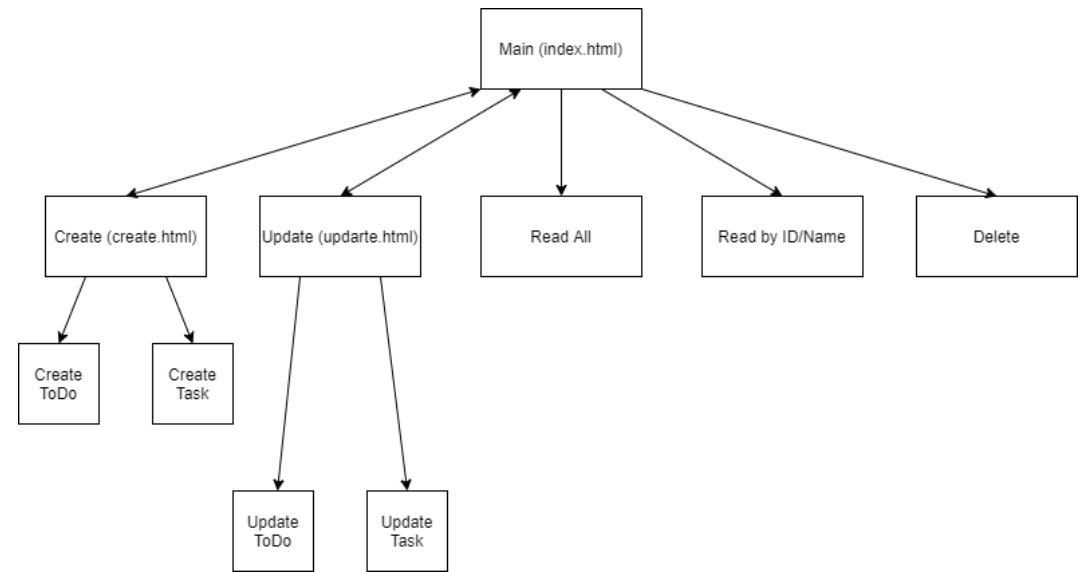 Main (index.html)
Create (create.html)
Update (updarte.html)
Read All
Read by ID/Name
Delete
Create
ToDo
Create
Task
Update
ToDo
Update
Task